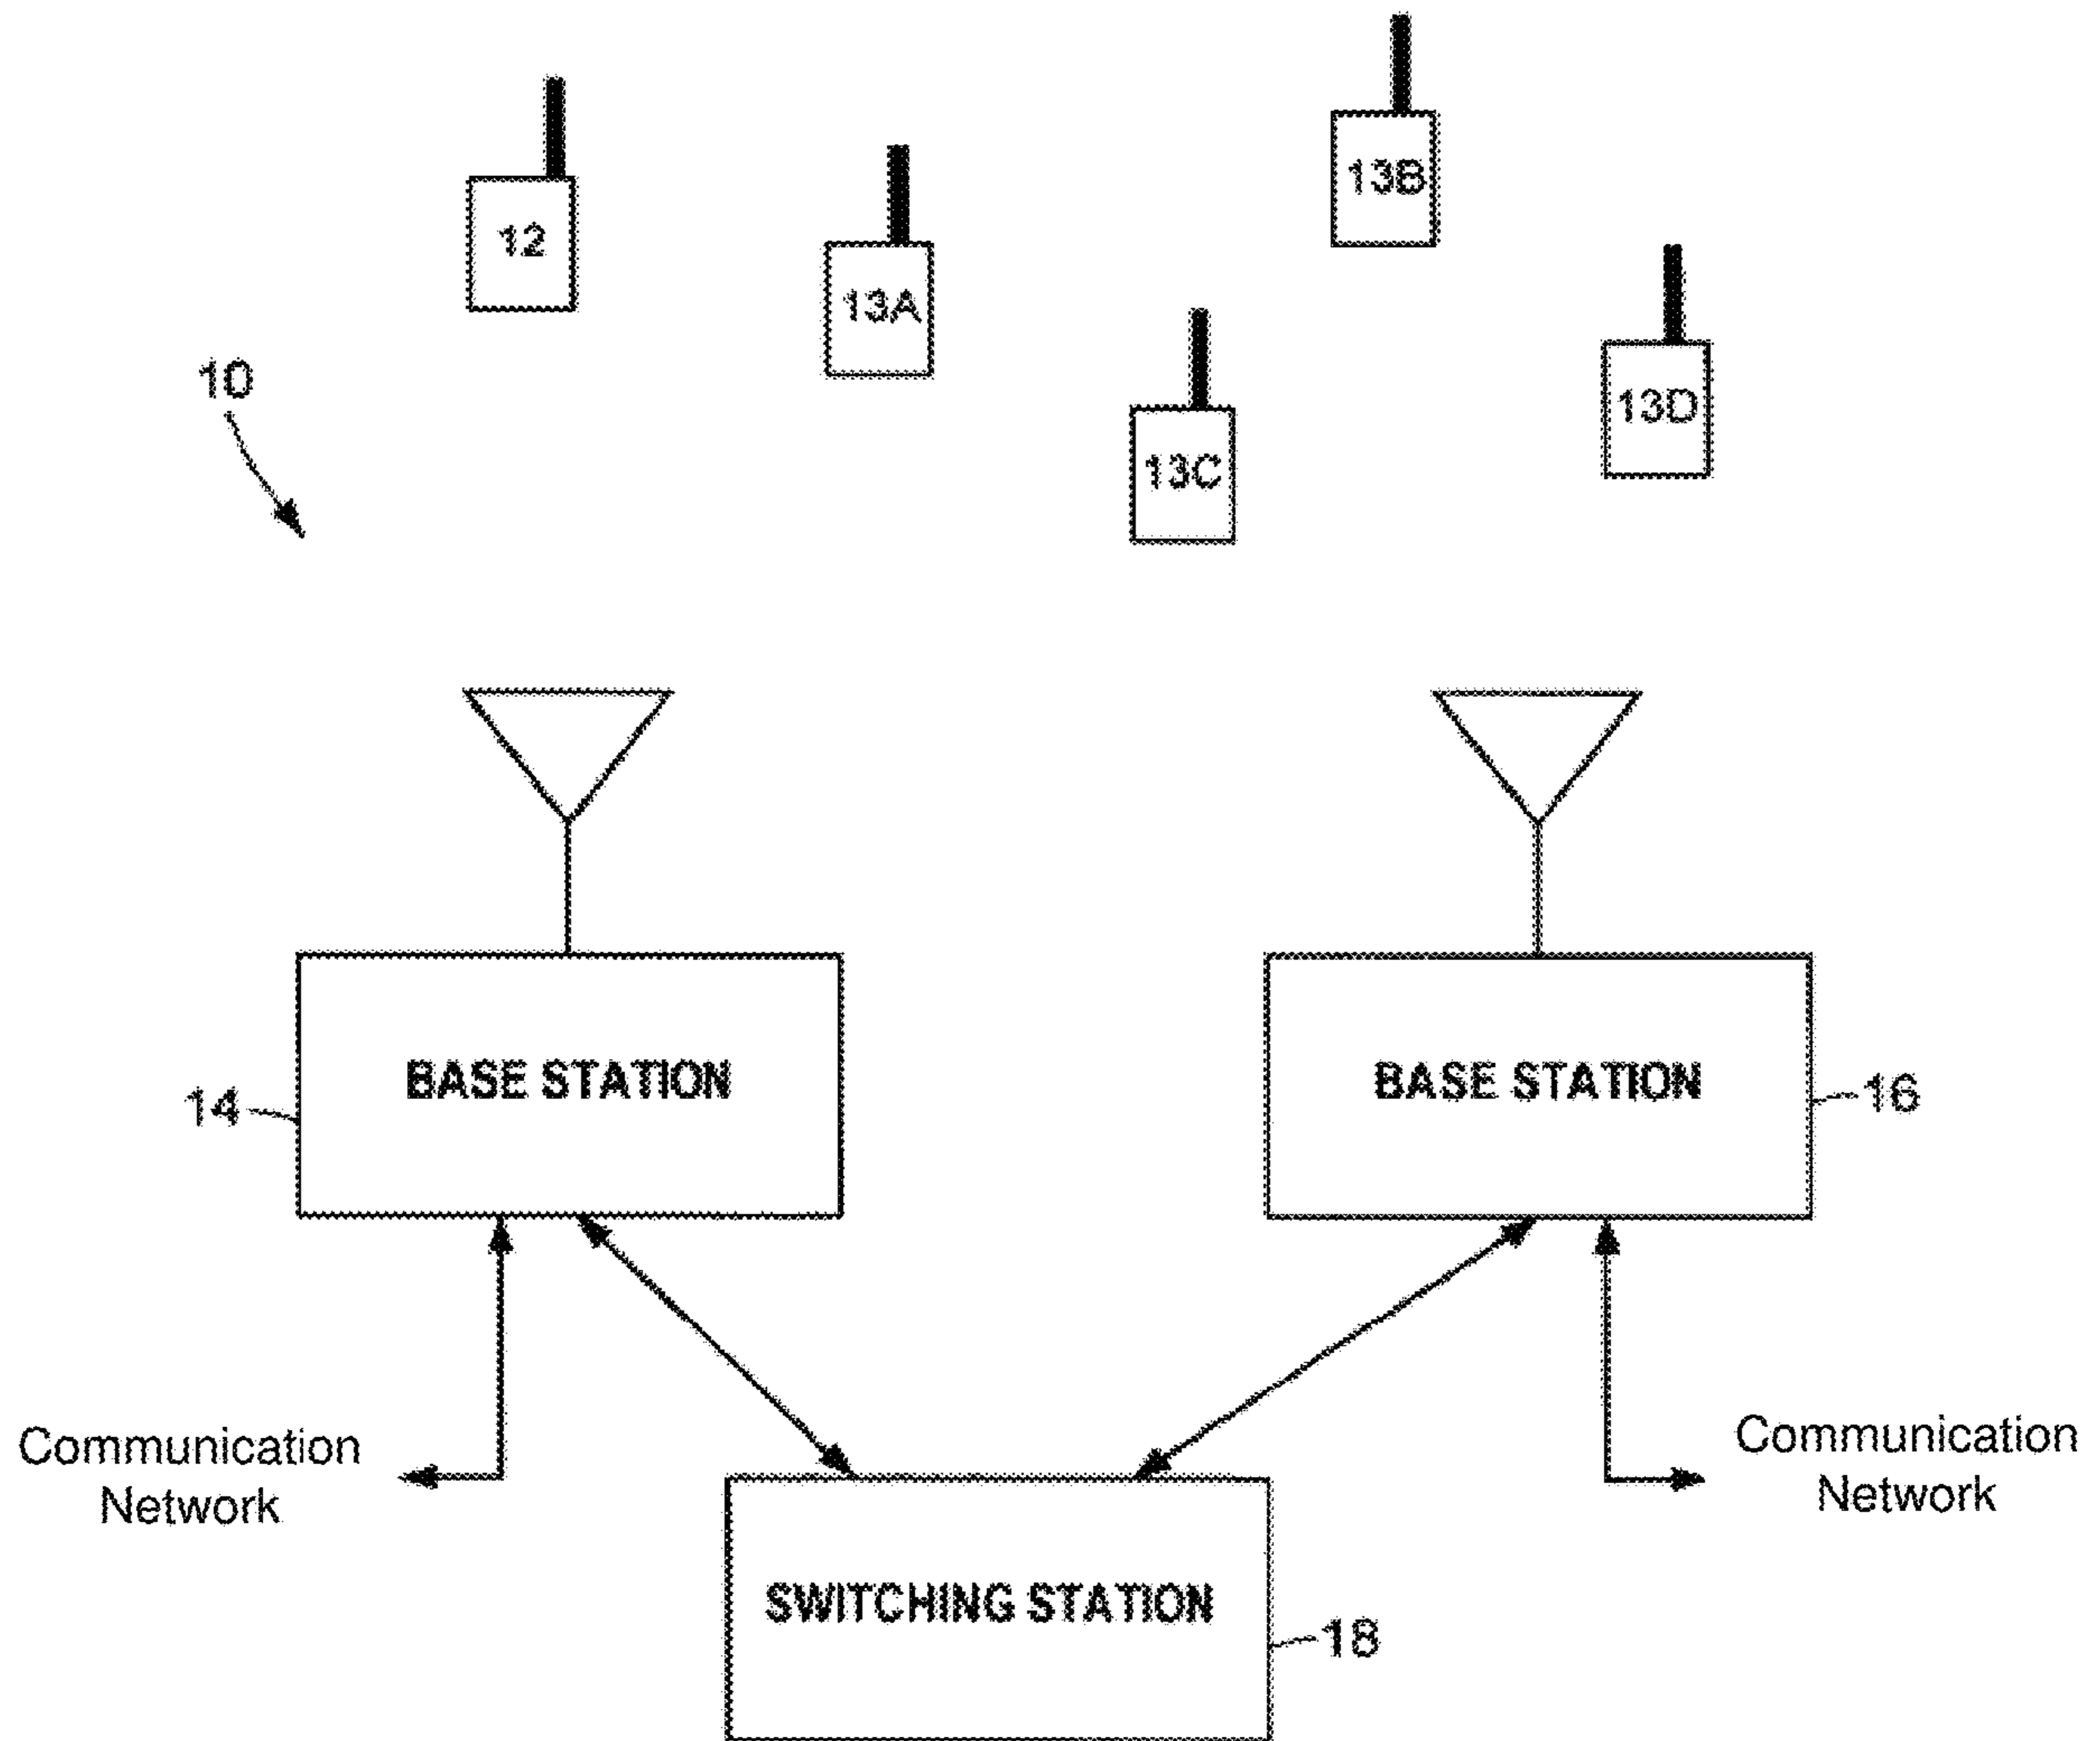 13B
12
13A
10
13D
13C
BASE STATION
BASE STATION
14
16
Communication
Network
Communication
Network
SWITCHING STATION
18